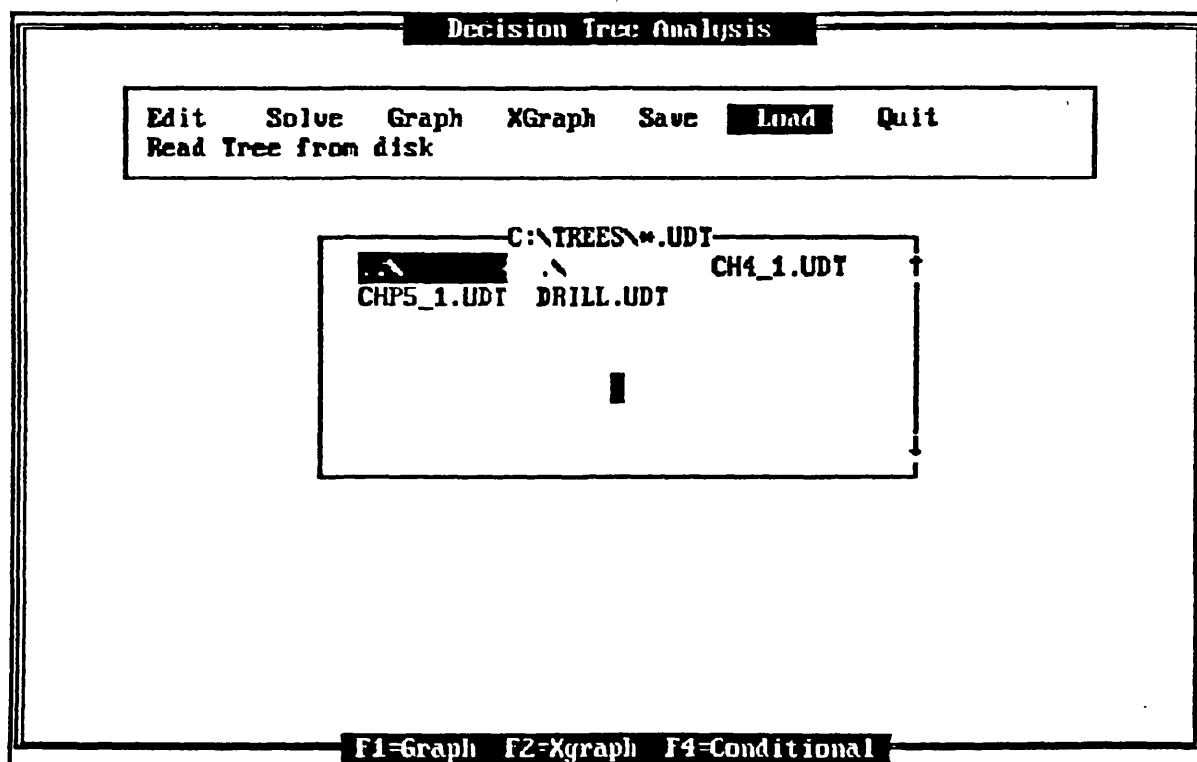 Decision Tree Analysis
Edit Solve Graph XGraph Save Load Quit
Read Tree from disk
C:\TREES\*.UDT
..\ .\ CH4_1.UDT
CHP5_1.UDT DRILL.UDT
F1=Graph F2=Xgraph F4=Conditional